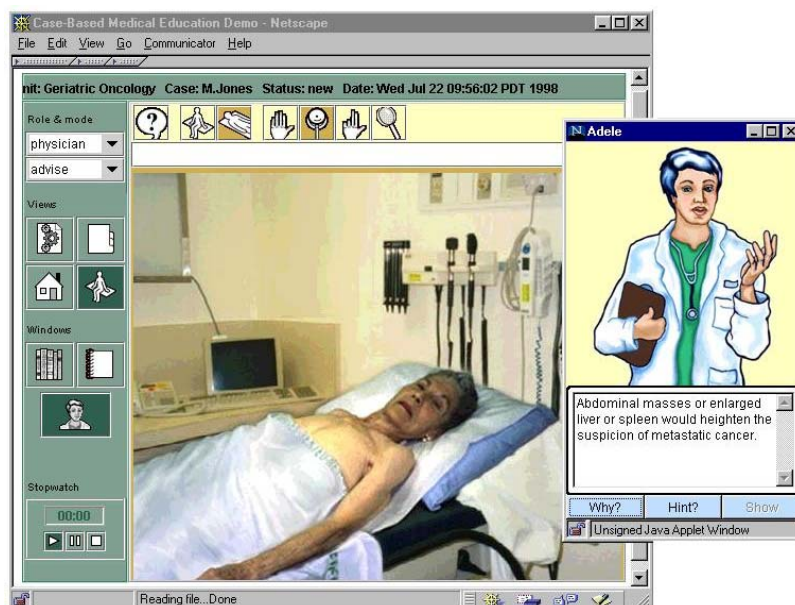 Case-Based Medical Education Demo - Netscape
File Edit View Go Communicator Help
nit: Geriatric Oncology Case: M.Jones Status: new Date: Wed Jul 22 09:56:02 PDT 1998
Role & mode
physician
advise
Views
Windows
Stopwatch
00:00
Reading file...Done
N Adele
Abdominal masses or enlarged
liver or spleen would heighten the
suspicion of metastatic cancer.
Why? Hint? Show
Unsigned Java Applet Window